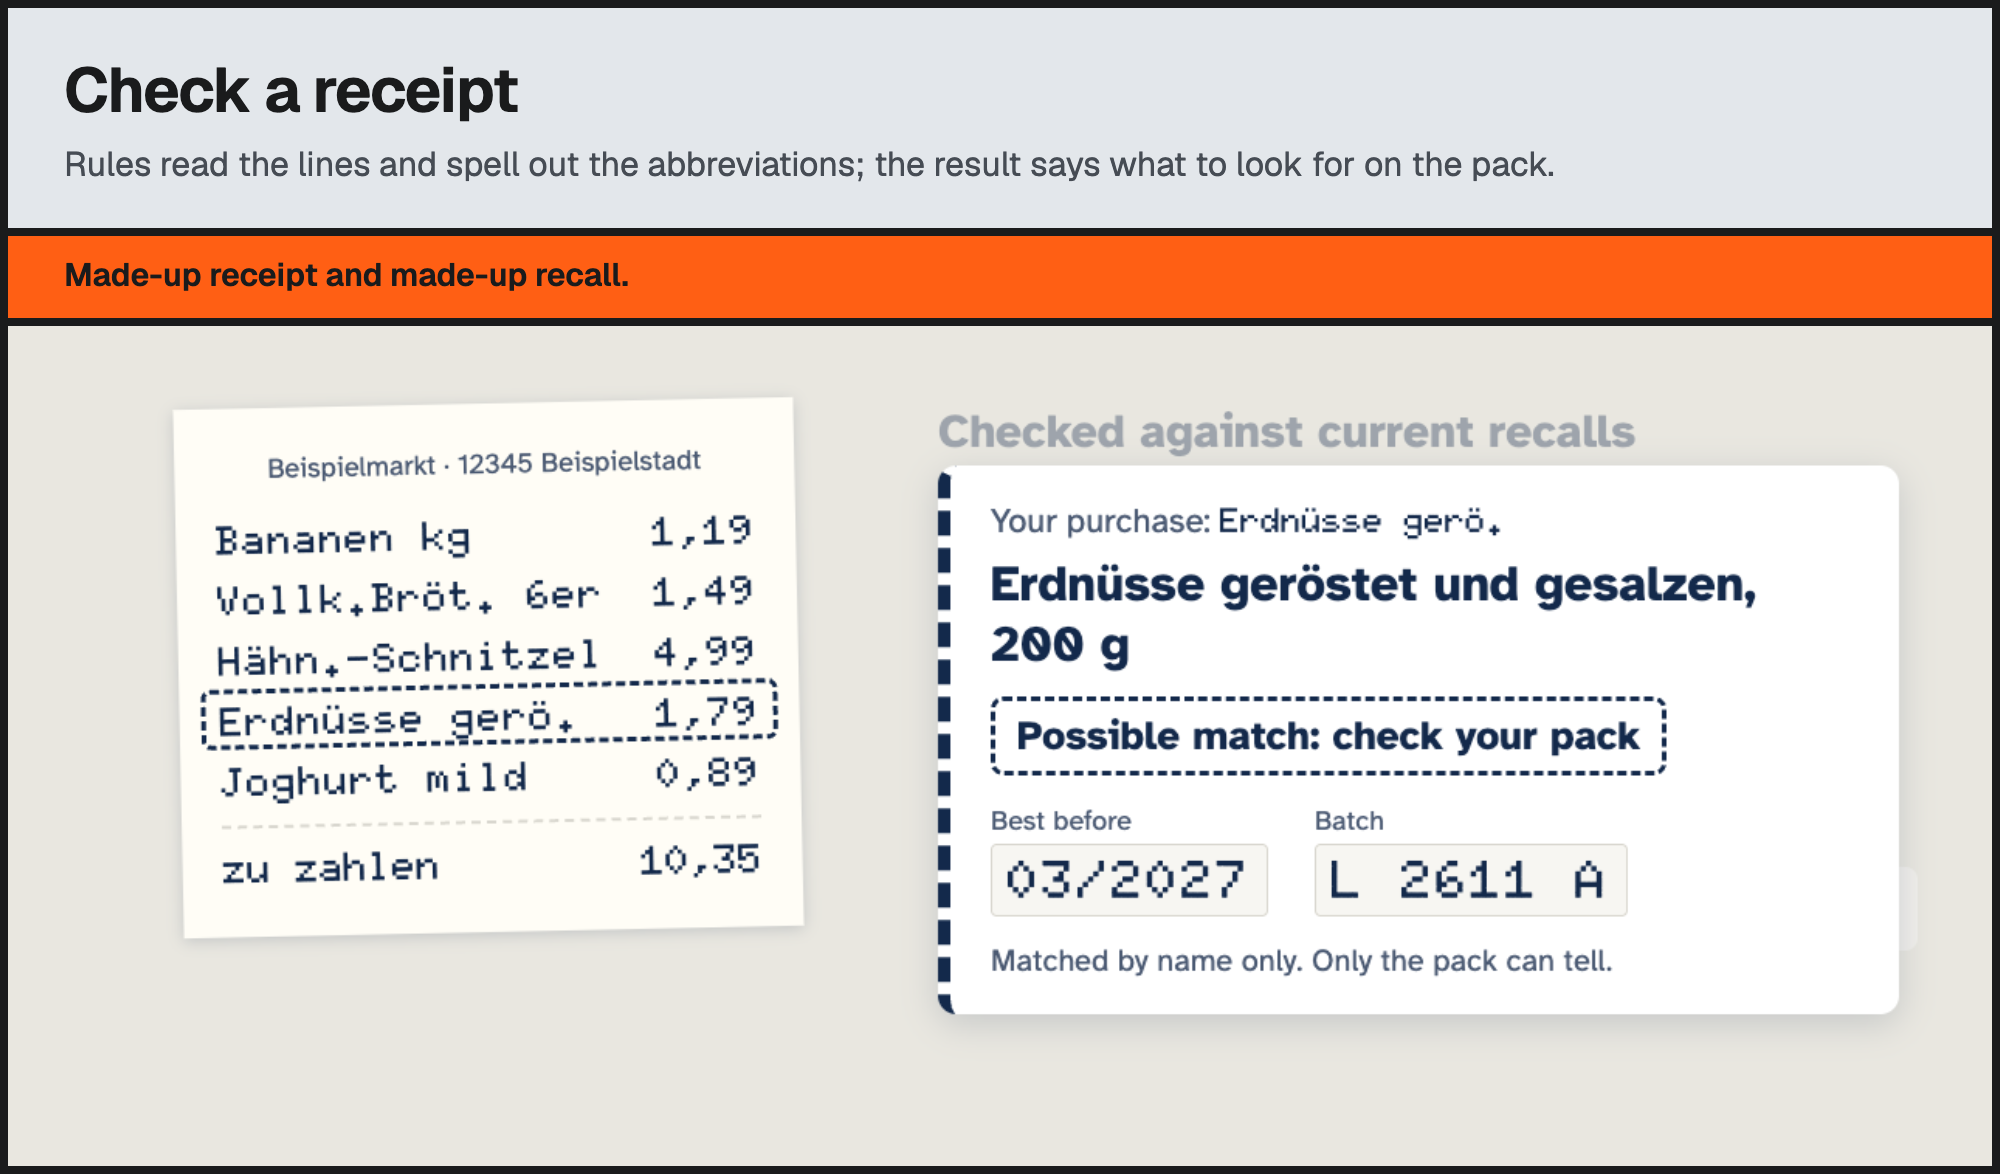 Check a receipt
Rules read the lines and spell out the abbreviations; the result says what to look for on the pack.
Made-up receipt and made-up recall.
Beispielmarkt · 12345 Beispielstadt
Bananen kg 1,19
Vollk.Bröt. 6er 1,49
Hähn.-Schnitzel 4,99
Erdnüsse gerö. 1,79
Joghurt mild 0,89
zu zahlen 10,35
Checked against current recalls
Your purchase: Erdnüsse gerö.
Erdnüsse geröstet und gesalzen,
200 g
Possible match: check your pack
Best before Batch
03/2027 L 2611 A
Matched by name only. Only the pack can tell.